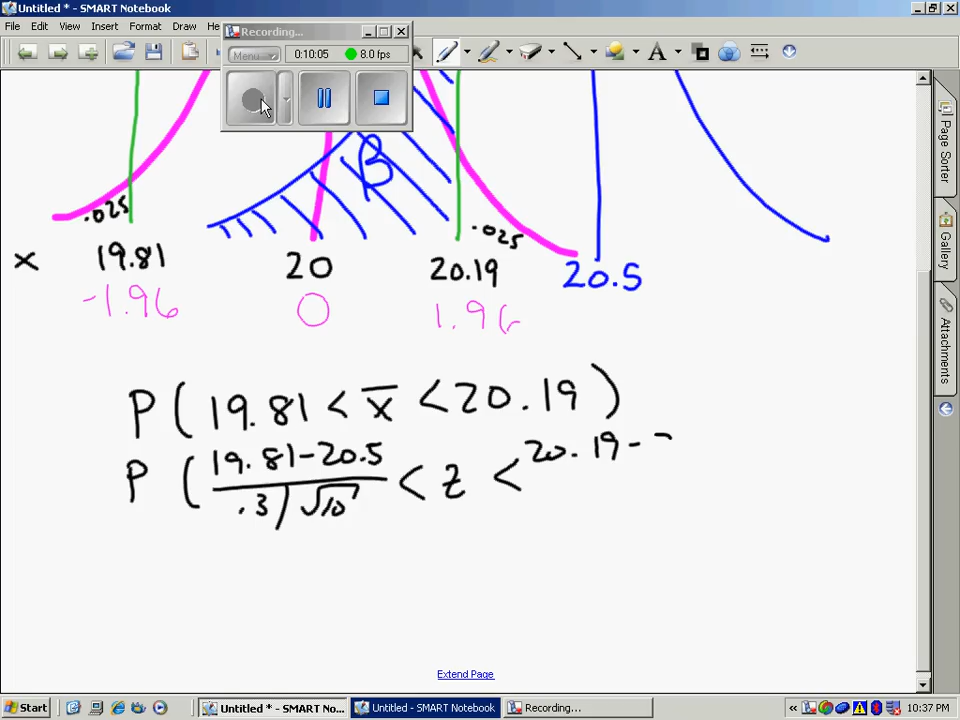 Untitled * - SMART Notebook
File Edit View Insert Format Draw He
Recording...
Menu 0:10:05 8.0 fps
A
β
.025 .025
x 19.81 20 20.19 20.5
-1.96 0 1.96
P(19.81 < x̅ < 20.19)
P (19.81-20.5 < z < 20.19-
.3/√10
Extend Page
Page Sorter
Gallery
Attachments
Start Untitled * - SMART No... Untitled - SMART Notebook Recording... « 10:37 PM